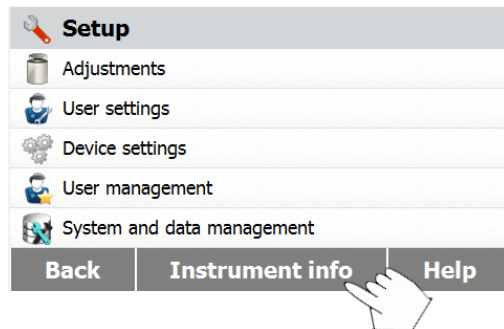 Setup
Adjustments
User settings
Device settings
User management
System and data management
Back Instrument info Help